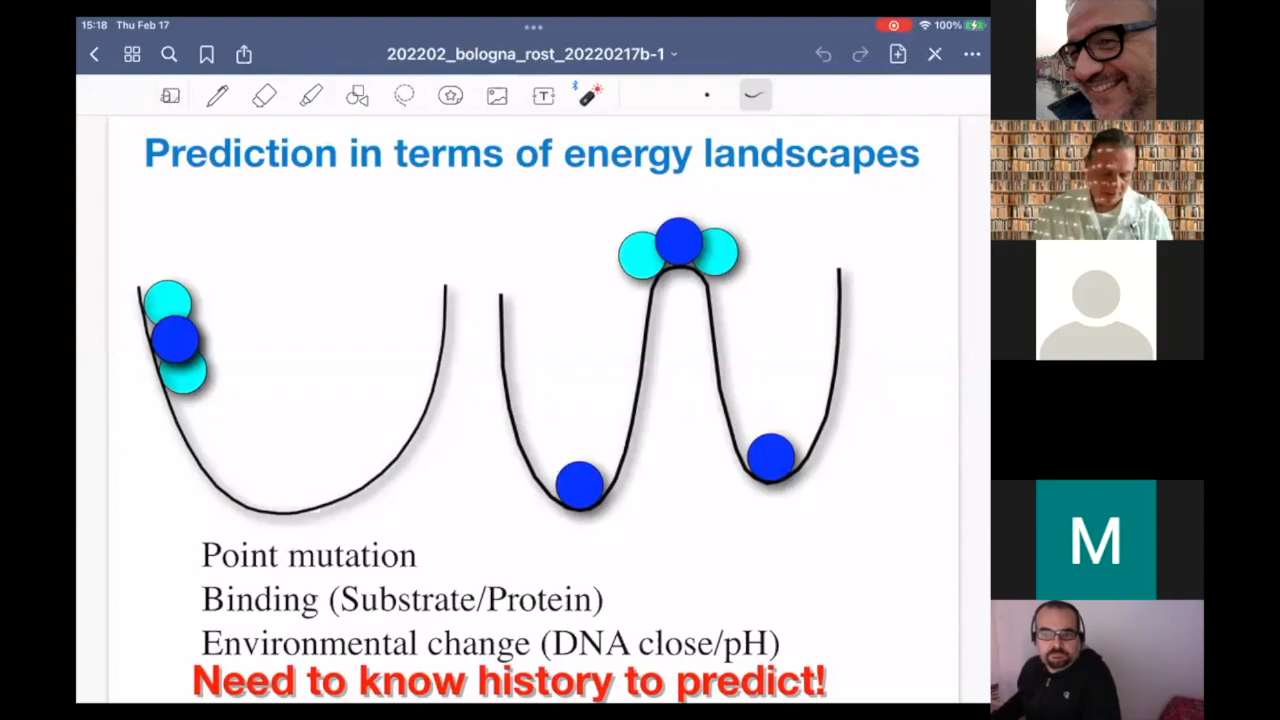 15:18 Thu Feb 17
100%
202202_bologna_rost_20220217b-1
T
Prediction in terms of energy landscapes
Point mutation
Binding (Substrate/Protein)
Environmental change (DNA close/pH)
Need to know history to predict!
M